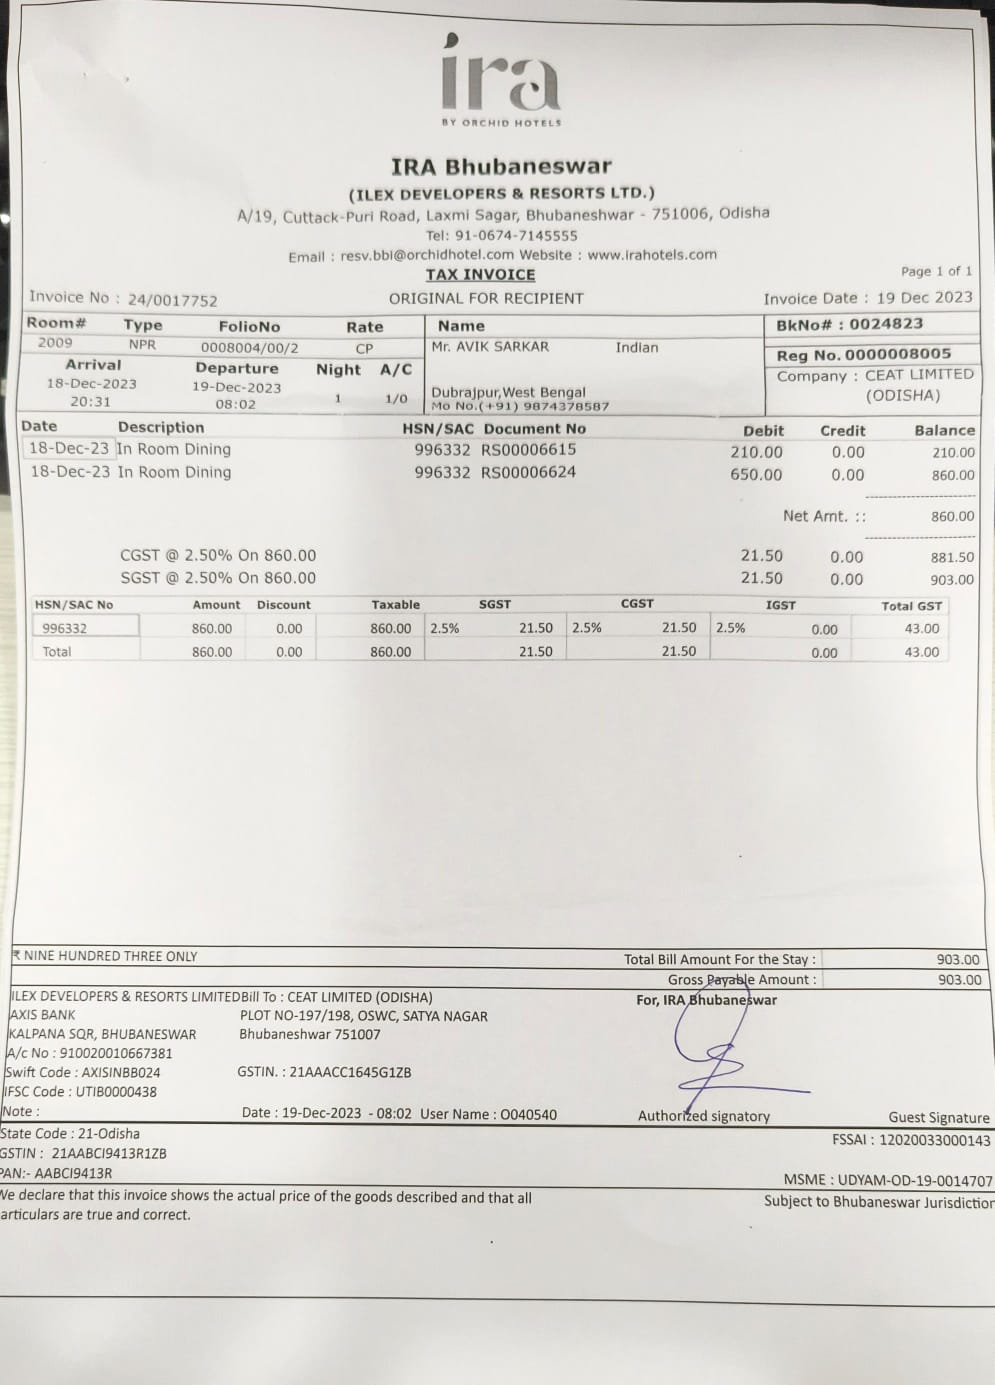 ira
BY ORCHID HOTELS
IRA Bhubaneswar
(ILEX DEVELOPERS & RESORTS LTD.)
A/19, Cuttack-Puri Road, Laxmi Sagar, Bhubaneshwar - 751006, Odisha
Tel: 91-0674-7145555
Email : resv.bbi@orchidhotel.com Website : www.irahotels.com
TAX INVOICE Page 1 of 1
Invoice No : 24/0017752 ORIGINAL FOR RECIPIENT Invoice Date : 19 Dec 2023
Room# Type FolioNo Rate Name BkNo# : 0024823
2009 NPR 0008004/00/2 CP Mr. AVIK SARKAR Indian Reg No. 0000008005
Arrival Departure Night A/C Company : CEAT LIMITED
18-Dec-2023 19-Dec-2023 1 1/0 Dubrajpur,West Bengal (ODISHA)
20:31 08:02 Mo No.(+91) 9874378587
Date Description HSN/SAC Document No Debit Credit Balance
18-Dec-23 In Room Dining 996332 RS00006615 210.00 0.00 210.00
18-Dec-23 In Room Dining 996332 RS00006624 650.00 0.00 860.00
Net Amt. :: 860.00
CGST @ 2.50% On 860.00 21.50 0.00 881.50
SGST @ 2.50% On 860.00 21.50 0.00 903.00
HSN/SAC No Amount Discount Taxable SGST CGST IGST Total GST
996332 860.00 0.00 860.00 2.5% 21.50 2.5% 21.50 2.5% 0.00 43.00
Total 860.00 0.00 860.00 21.50 21.50 0.00 43.00
₹ NINE HUNDRED THREE ONLY Total Bill Amount For the Stay : 903.00
Gross Payable Amount : 903.00
ILEX DEVELOPERS & RESORTS LIMITED Bill To : CEAT LIMITED (ODISHA) For, IRA Bhubaneswar
AXIS BANK PLOT NO-197/198, OSWC, SATYA NAGAR
KALPANA SQR, BHUBANESWAR Bhubaneshwar 751007
A/c No : 910020010667381
Swift Code : AXISINBB024 GSTIN. : 21AAACC1645G1ZB
IFSC Code : UTIB0000438
Note : Date : 19-Dec-2023 - 08:02 User Name : O040540 Authorized signatory Guest Signature
State Code : 21-Odisha FSSAI : 12020033000143
GSTIN : 21AABCI9413R1ZB
PAN:- AABCI9413R MSME : UDYAM-OD-19-0014707
We declare that this invoice shows the actual price of the goods described and that all Subject to Bhubaneswar Jurisdiction
articulars are true and correct.